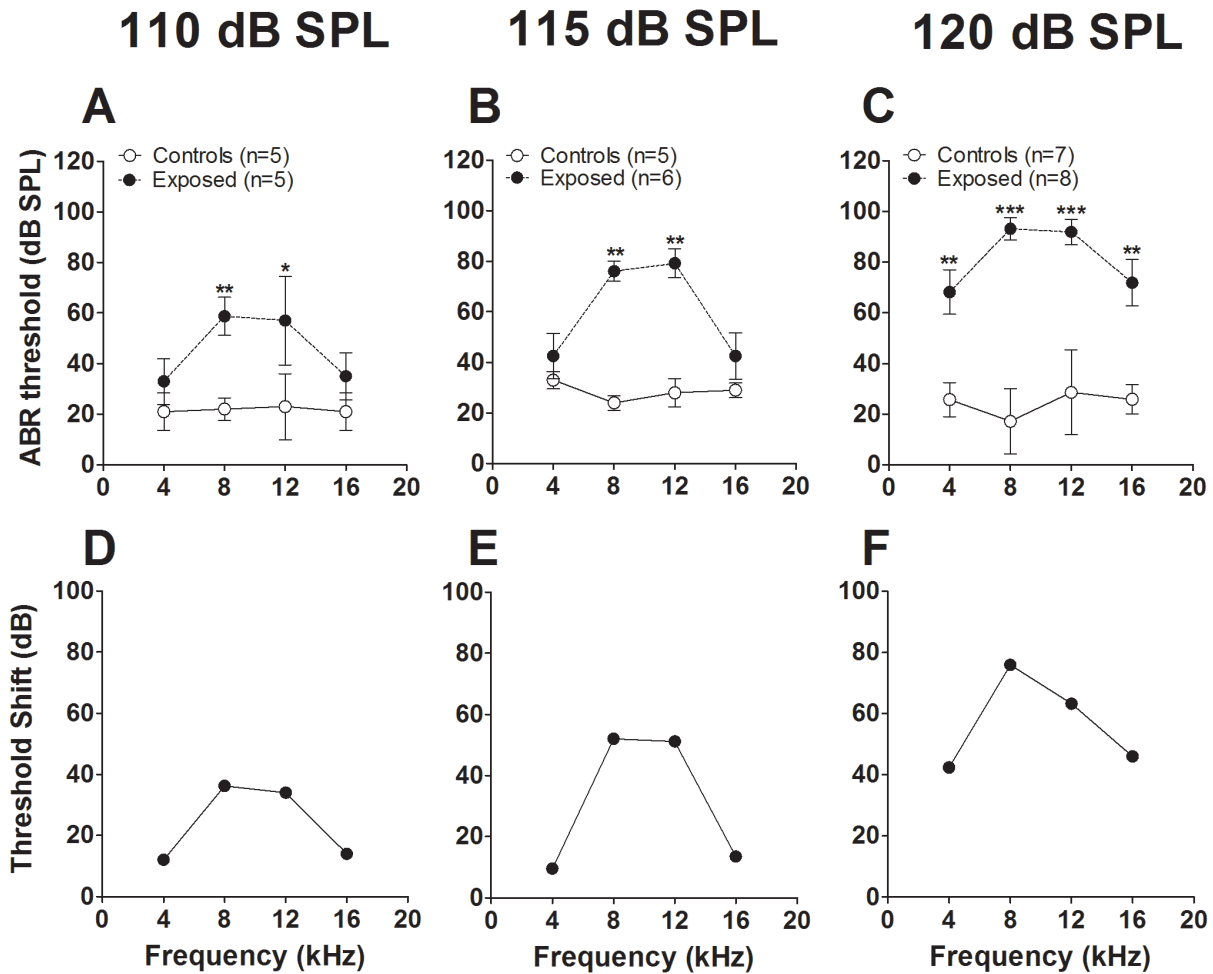 110 dB SPL
115 dB SPL
120 dB SPL
A
Controls (n=5)
Exposed (n=5)
ABR threshold (dB SPL)
120
100
80
60
40
20
0
** *
0 4 8 12 16 20
B
Controls (n=5)
Exposed (n=6)
120
100
80
60
40
20
0
** **
0 4 8 12 16 20
C
Controls (n=7)
Exposed (n=8)
120
100
80
60
40
20
0
** *** *** **
0 4 8 12 16 20
D
Threshold Shift (dB)
100
80
60
40
20
0
0 4 8 12 16 20
Frequency (kHz)
E
100
80
60
40
20
0
0 4 8 12 16 20
Frequency (kHz)
F
100
80
60
40
20
0
0 4 8 12 16 20
Frequency (kHz)